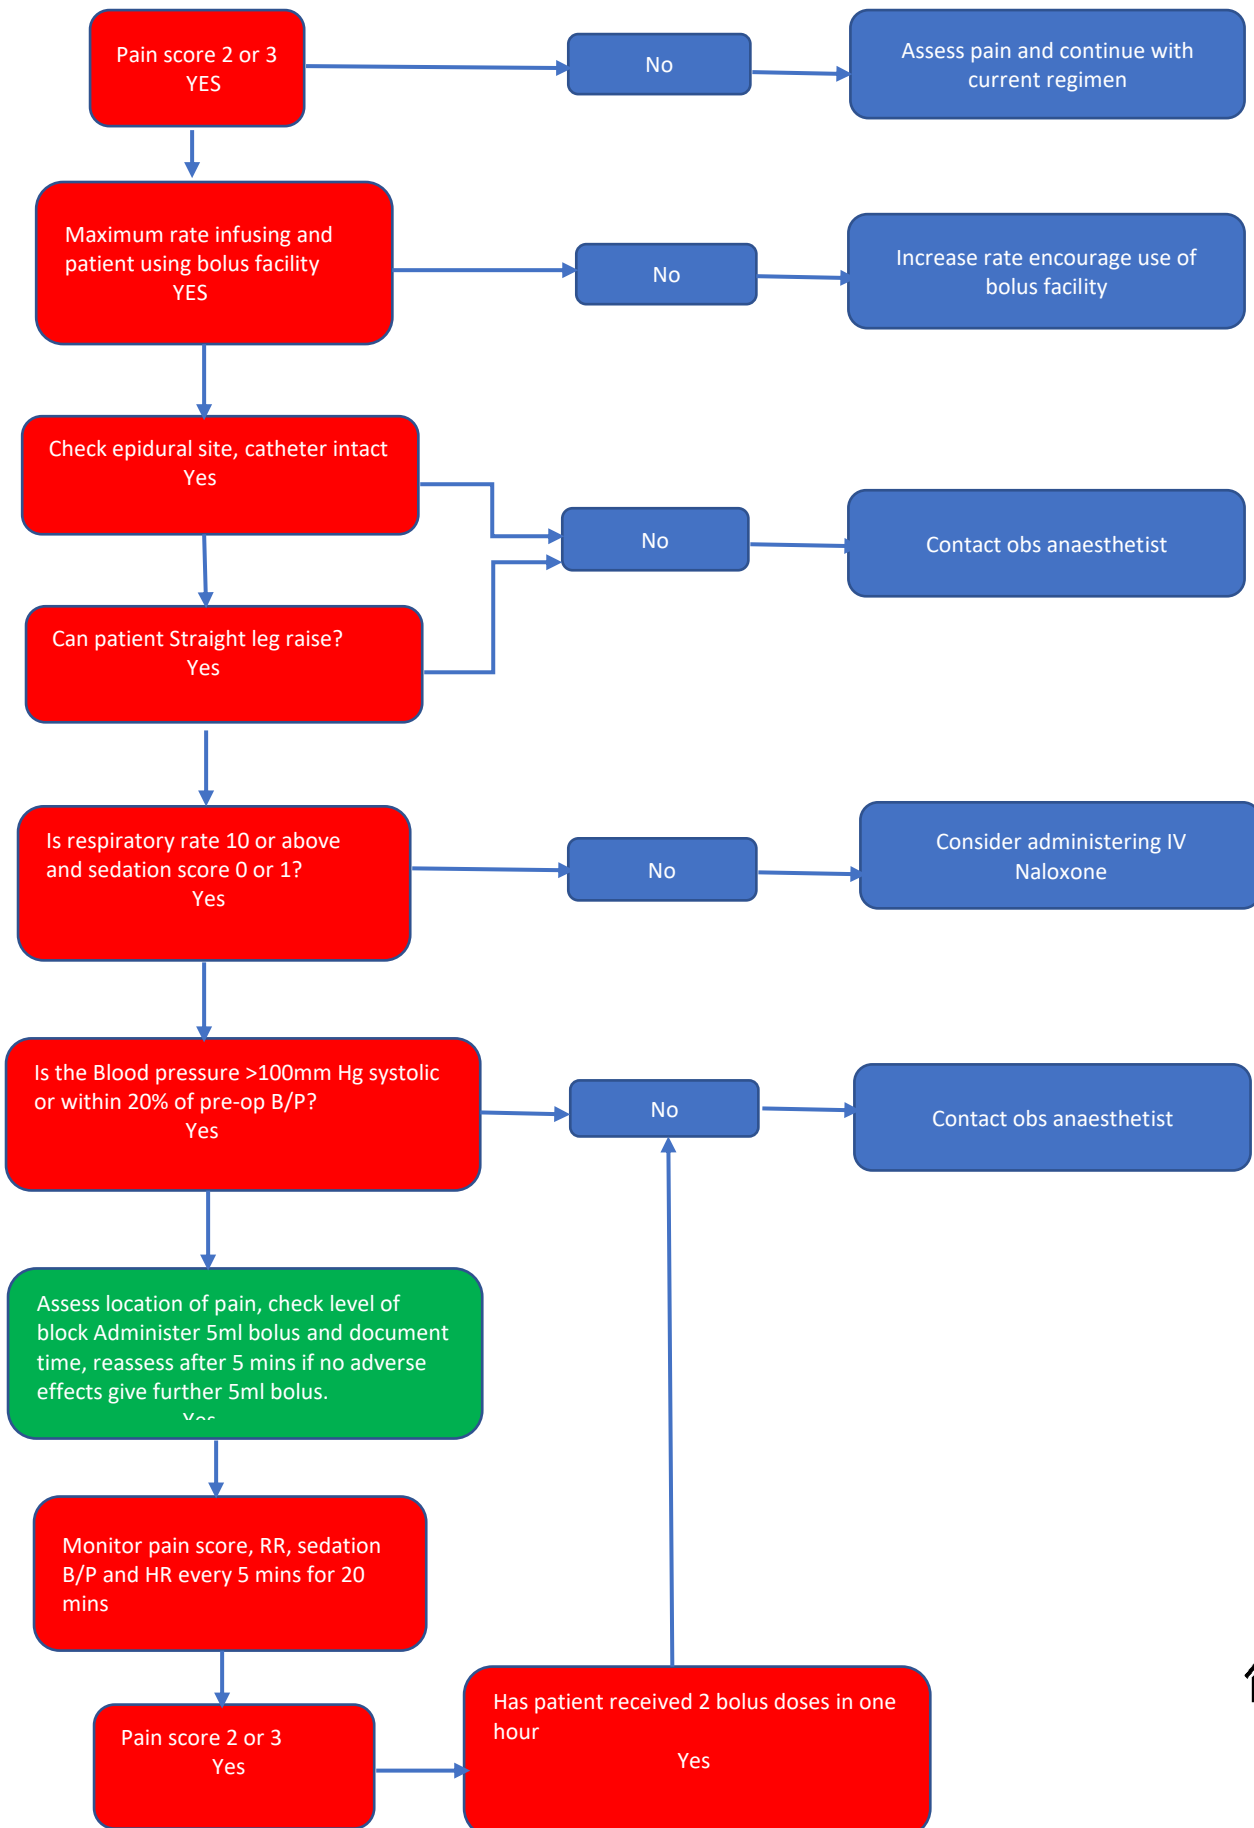 Pain score 2 or 3
YES
No
Assess pain and continue with
current regimen
Maximum rate infusing and
patient using bolus facility
YES
No
Increase rate encourage use of
bolus facility
Check epidural site, catheter intact
Yes
No
Contact obs anaesthetist
Can patient Straight leg raise?
Yes
Is respiratory rate 10 or above
and sedation score 0 or 1?
Yes
No
Consider administering IV
Naloxone
Is the Blood pressure >100mm Hg systolic
or within 20% of pre-op B/P?
Yes
No
Contact obs anaesthetist
Assess location of pain, check level of
block Administer 5ml bolus and document
time, reassess after 5 mins if no adverse
effects give further 5ml bolus.
Yes
Monitor pain score, RR, sedation
B/P and HR every 5 mins for 20
mins
Pain score 2 or 3
Yes
Has patient received 2 bolus doses in one
hour
Yes